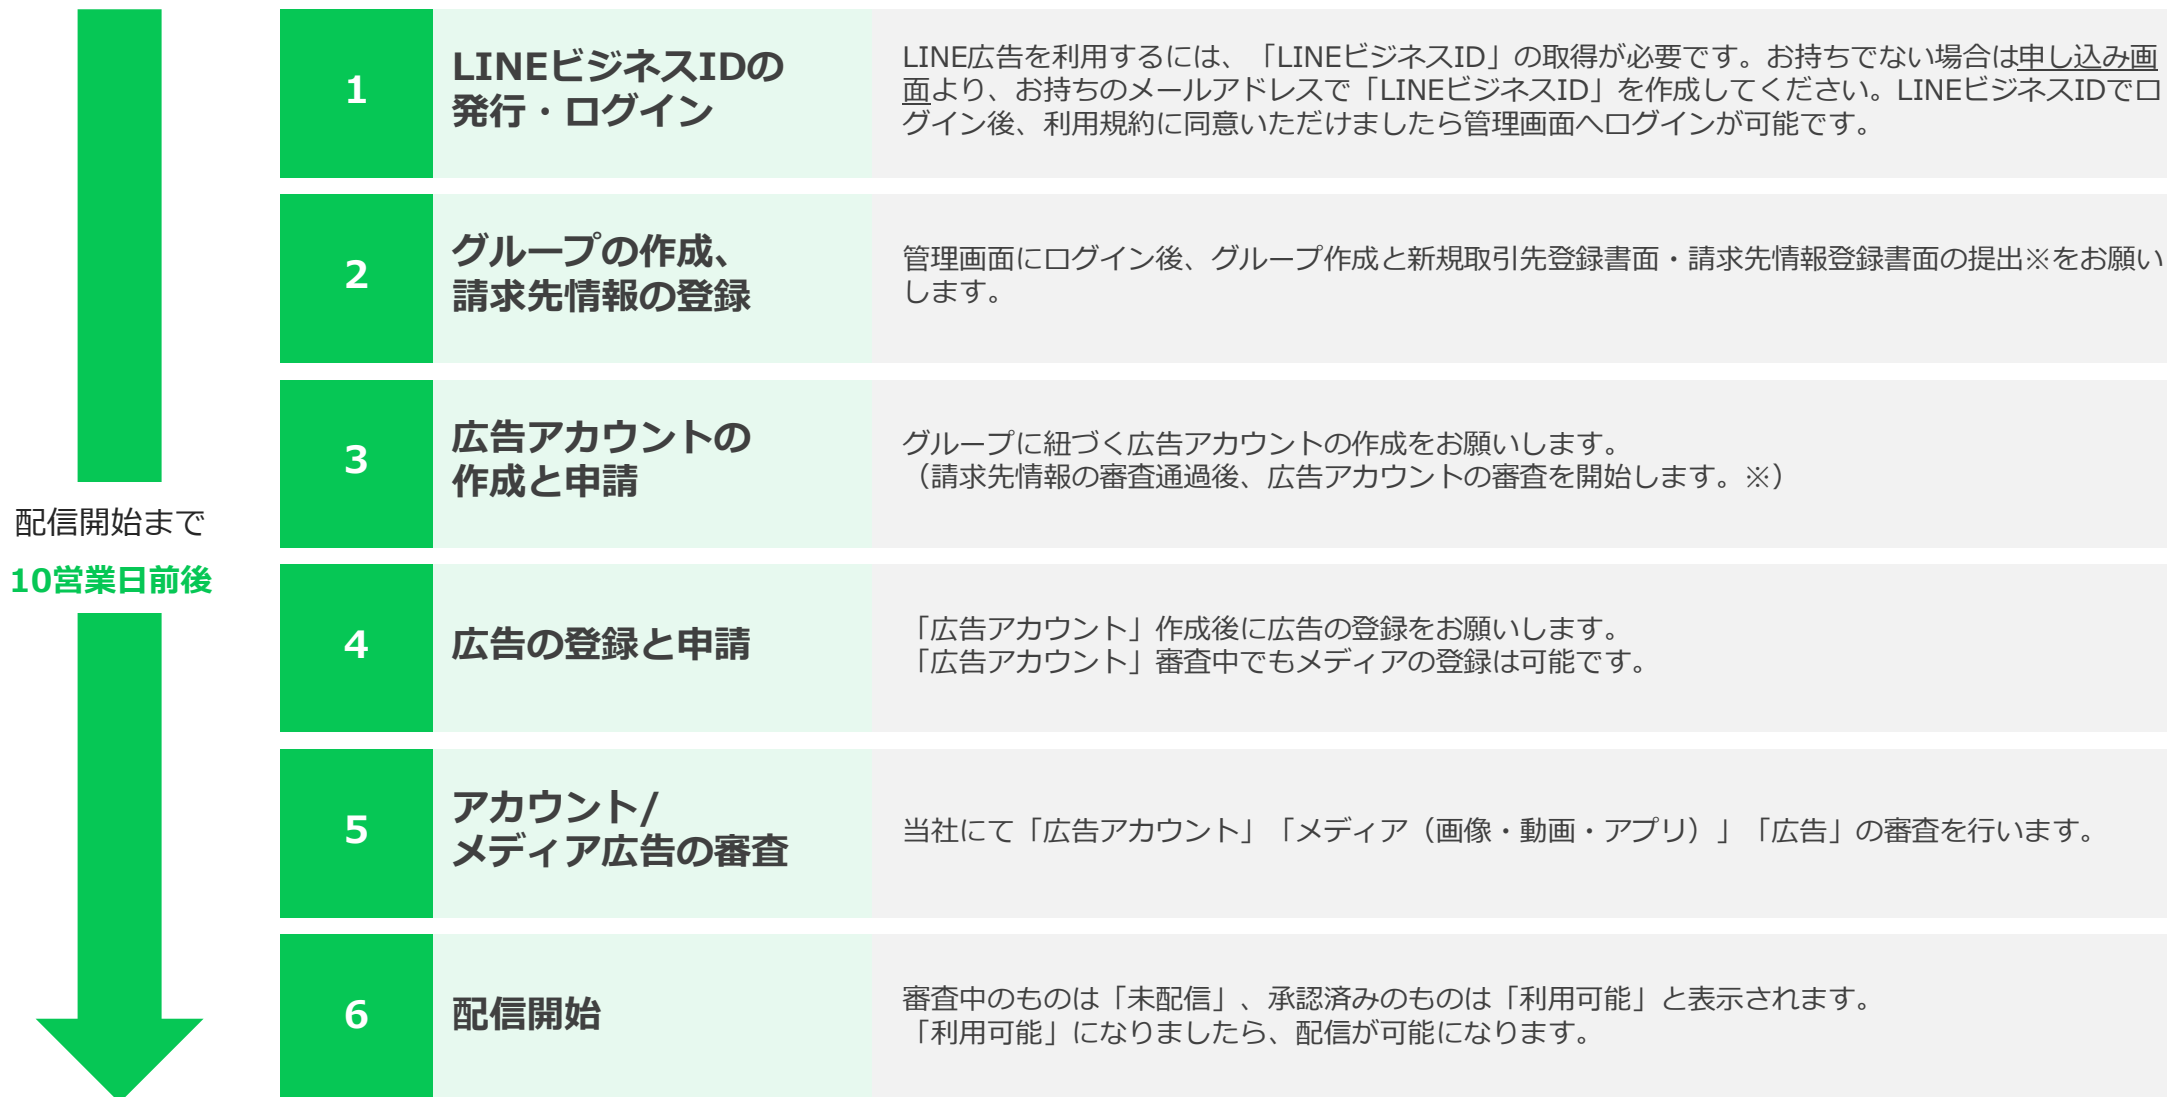 配信開始まで
10営業日前後
1
LINEビジネスIDの
発行・ログイン
LINE広告を利用するには、「LINEビジネスID」の取得が必要です。お持ちでない場合は申し込み画
面より、お持ちのメールアドレスで「LINEビジネスID」を作成してください。LINEビジネスIDでロ
グイン後、利用規約に同意いただけましたら管理画面へログインが可能です。
2
グループの作成、
請求先情報の登録
管理画面にログイン後、グループ作成と新規取引先登録書面・請求先情報登録書面の提出※をお願い
します。
3
広告アカウントの
作成と申請
グループに紐づく広告アカウントの作成をお願いします。
（請求先情報の審査通過後、広告アカウントの審査を開始します。※）
4
広告の登録と申請
「広告アカウント」作成後に広告の登録をお願いします。
「広告アカウント」審査中でもメディアの登録は可能です。
5
アカウント/
メディア広告の審査
当社にて「広告アカウント」「メディア（画像・動画・アプリ）」「広告」の審査を行います。
6
配信開始
審査中のものは「未配信」、承認済みのものは「利用可能」と表示されます。
「利用可能」になりましたら、配信が可能になります。